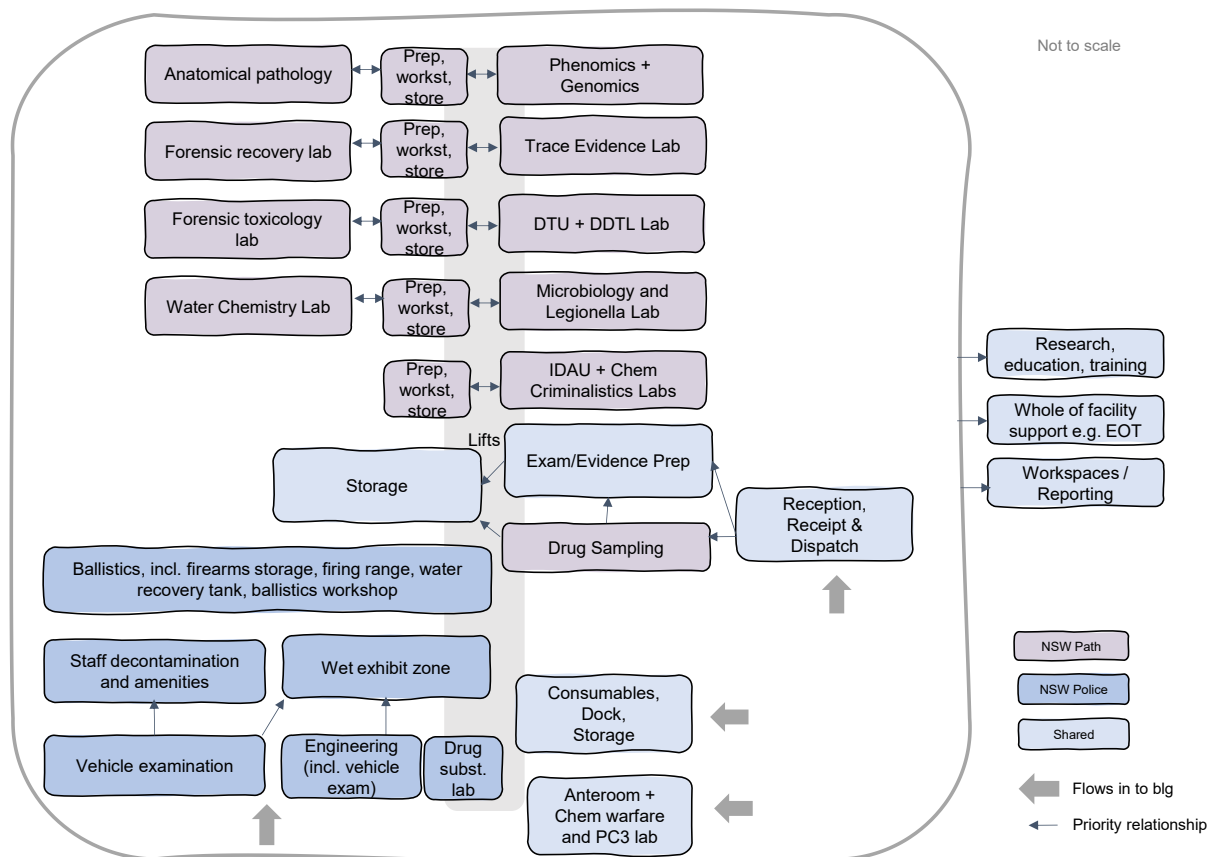 Not to scale
Anatomical pathology
Prep,
workst,
store
Phenomics +
Genomics
Forensic recovery lab
Prep,
workst,
store
Trace Evidence Lab
Forensic toxicology
lab
Prep,
workst,
store
DTU + DDTL Lab
Water Chemistry Lab
Prep,
workst,
store
Microbiology and
Legionella Lab
Prep,
workst,
store
IDAU + Chem
Criminalistics Labs
Research,
education, training
Whole of facility
support e.g. EOT
Workspaces /
Reporting
Lifts
Storage
Exam/Evidence Prep
Reception,
Receipt &
Dispatch
Drug Sampling
Ballistics, incl. firearms storage, firing range, water
recovery tank, ballistics workshop
Staff decontamination
and amenities
Wet exhibit zone
Vehicle examination
Engineering
(incl. vehicle
exam)
Drug
subst.
lab
Consumables,
Dock,
Storage
Anteroom +
Chem warfare
and PC3 lab
NSW Path
NSW Police
Shared
Flows in to blg
Priority relationship